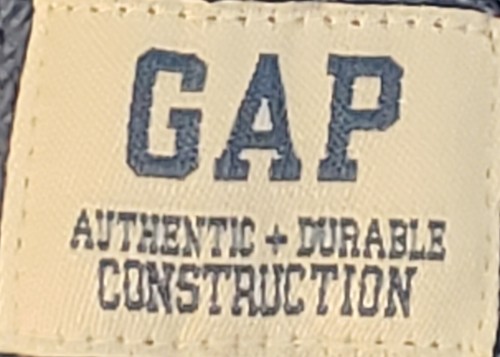 GAP
AUTHENTIC + DURABLE
CONSTRUCTION